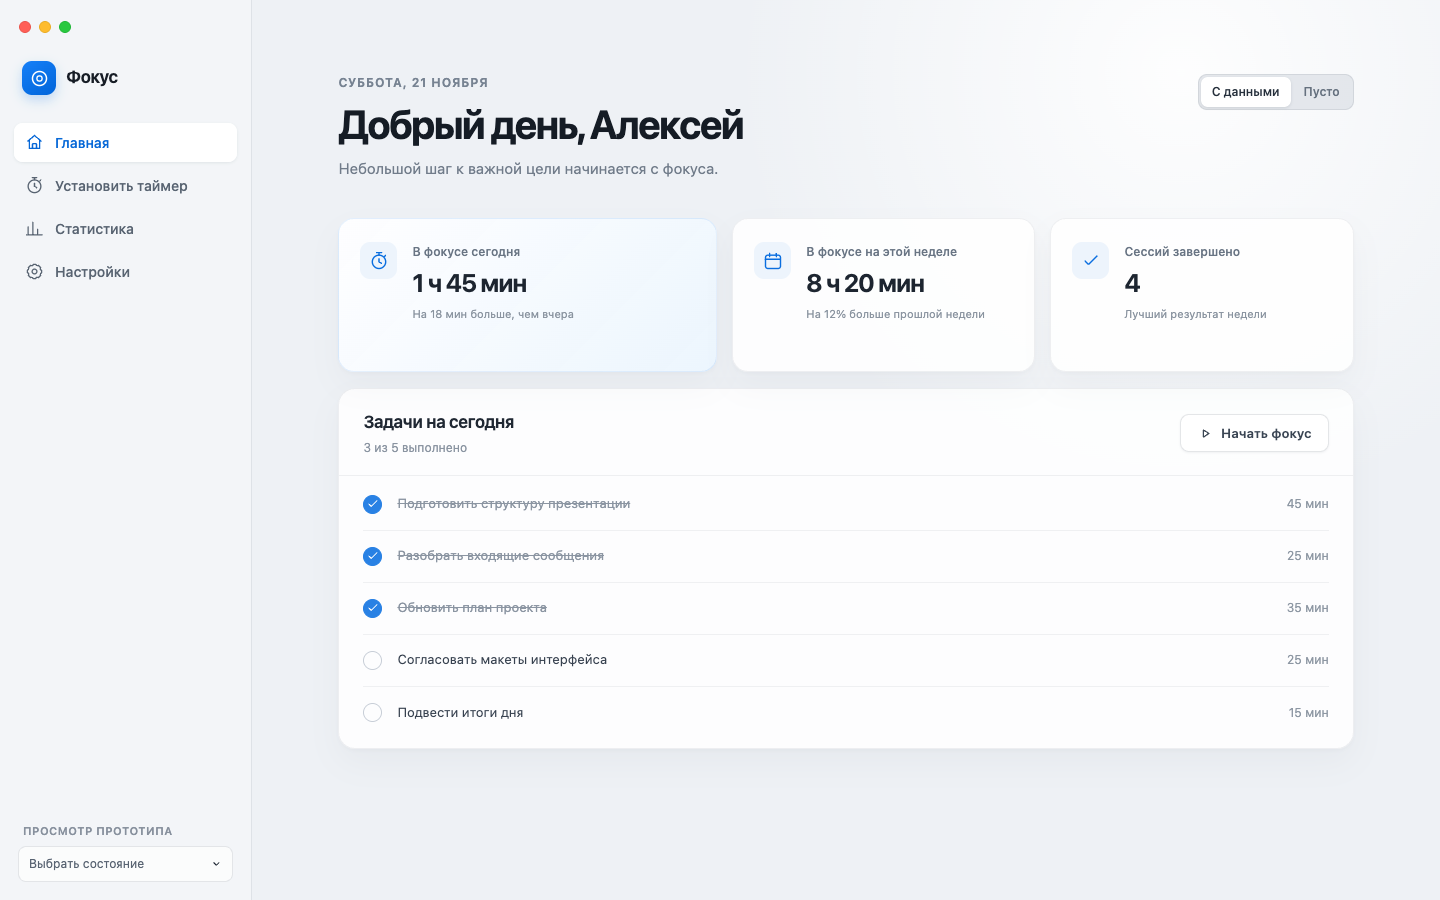 Фокус
Главная
Установить таймер
Статистика
Настройки
ПРОСМОТР ПРОТОТИПА
Выбрать состояние
СУББОТА, 21 НОЯБРЯ
Добрый день, Алексей
Небольшой шаг к важной цели начинается с фокуса.
С данными
Пусто
В фокусе сегодня
1 ч 45 мин
На 18 мин больше, чем вчера
В фокусе на этой неделе
8 ч 20 мин
На 12% больше прошлой недели
Сессий завершено
4
Лучший результат недели
Задачи на сегодня
3 из 5 выполнено
Начать фокус
Подготовить структуру презентации
45 мин
Разобрать входящие сообщения
25 мин
Обновить план проекта
35 мин
Согласовать макеты интерфейса
25 мин
Подвести итоги дня
15 мин